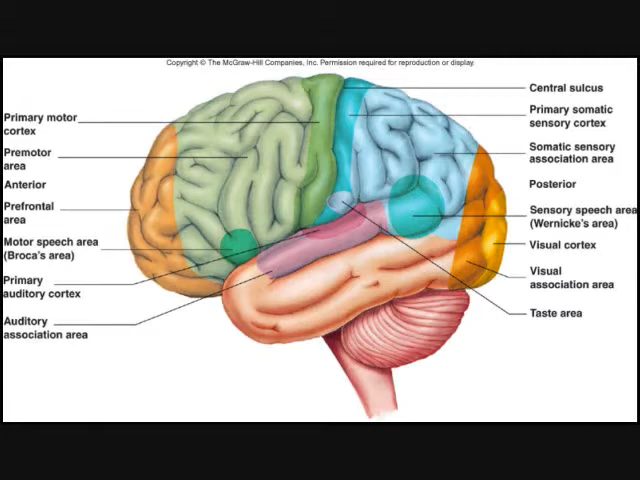 Copyright © The McGraw-Hill Companies, Inc. Permission required for reproduction or display.
Primary motor
cortex
Premotor
area
Anterior
Prefrontal
area
Motor speech area
(Broca's area)
Primary
auditory cortex
Auditory
association area
Central sulcus
Primary somatic
sensory cortex
Somatic sensory
association area
Posterior
Sensory speech area
(Wernicke's area)
Visual cortex
Visual
association area
Taste area